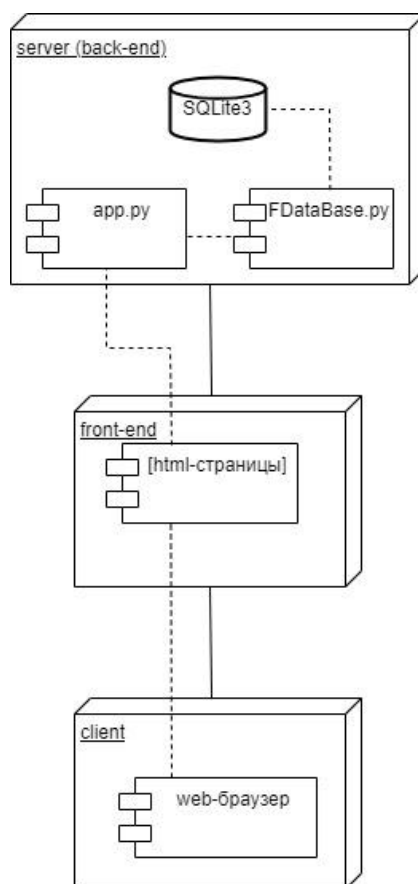 server (back-end)
SQLite3
app.py
FDataBase.py
front-end
[html-страницы]
client
web-браузер